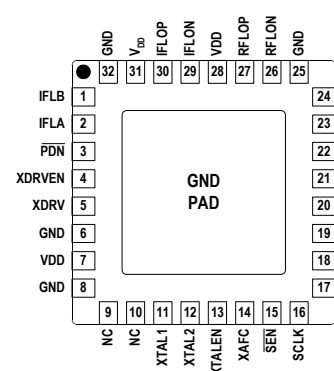 GND
V_DD
IFLOP
IFLON
VDD
RFLOP
RFLON
GND
32 31 30 29 28 27 26 25
IFLB 1
IFLA 2
PDN 3
XDRVEN 4
XDRV 5
GND 6
VDD 7
GND 8
GND
PAD
24
23
22
21
20
19
18
17
9 10 11 12 13 14 15 16
NC
NC
XTAL1
XTAL2
XTALEN
XAFC
SEN
SCLK